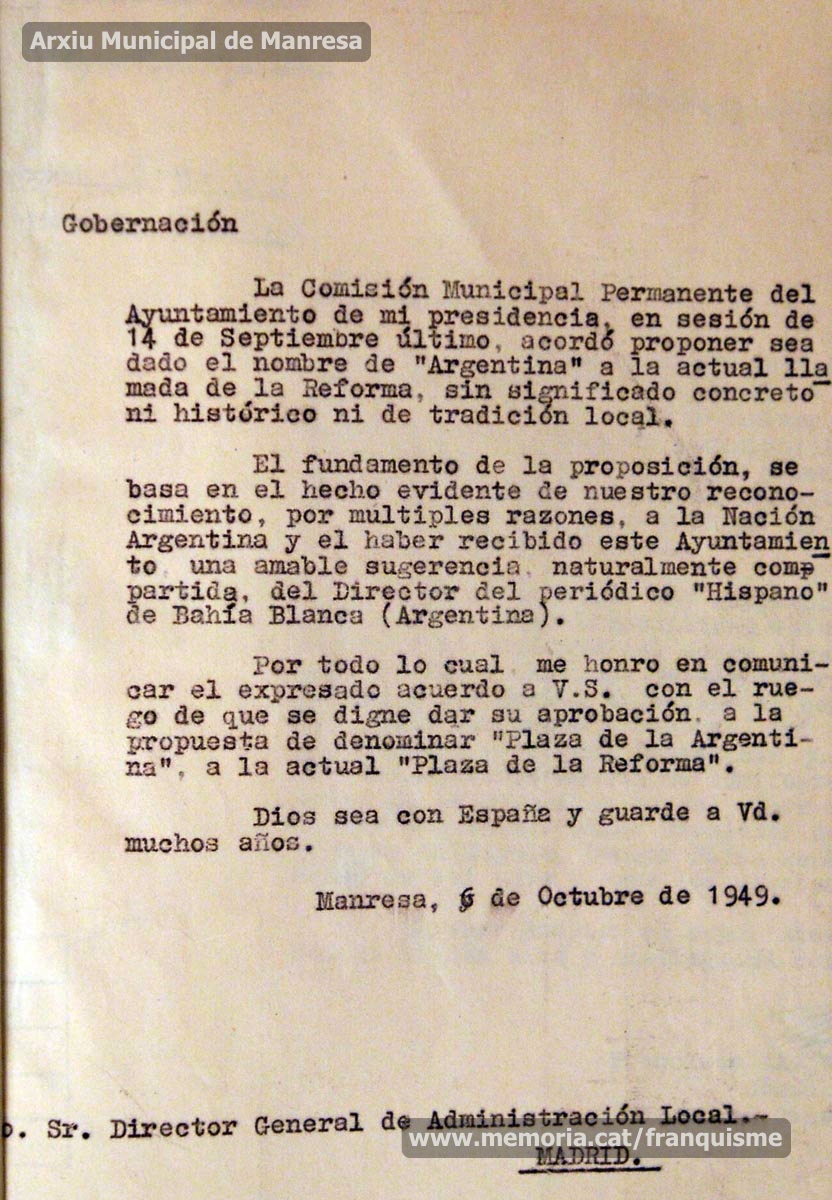 Arxiu Municipal de Manresa
Gobernación
La Comisión Municipal Permanente del
Ayuntamiento de mi presidencia, en sesión de
14 de Septiembre último, acordó proponer sea
dado el nombre de "Argentina" a la actual lla
mada de la Reforma, sin significado concreto
ni histórico ni de tradición local.
El fundamento de la proposición, se
basa en el hecho evidente de nuestro recono-
cimiento, por multiples razones, a la Nación
Argentina y el haber recibido este Ayuntamien
to una amable sugerencia, naturalmente comp
partida, del Director del periódico "Hispano"
de Bahía Blanca (Argentina).
Por todo lo cual me honro en comuni-
car el expresado acuerdo a V.S. con el rue-
go de que se digne dar su aprobación, a la
propuesta de denominar "Plaza de la Argenti-
na", a la actual "Plaza de la Reforma".
Dios sea con España y guarde a Vd.
muchos años.
Manresa, de Octubre de 1949.
o. Sr. Director General de Administración Local.-
www.memoria.cat/franquisme
MADRID.